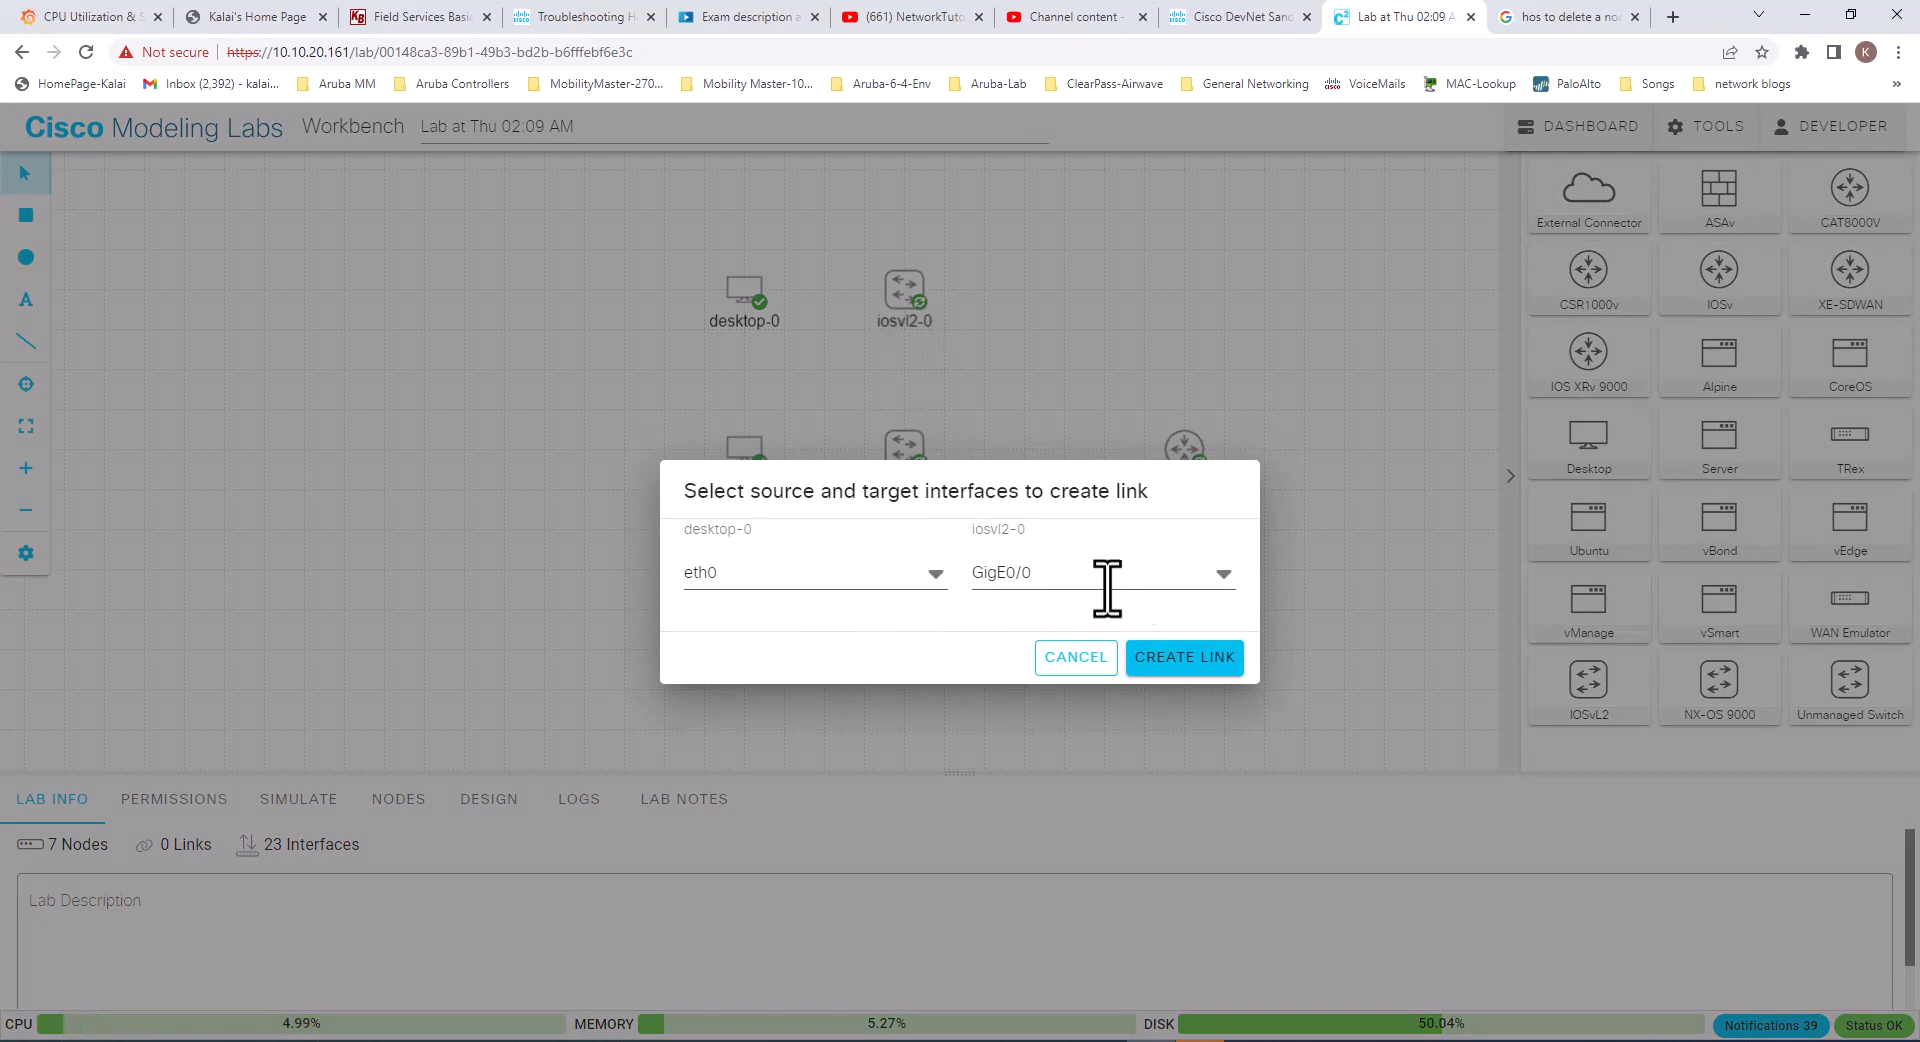 CPU Utilization & S
Kalai's Home Page
Field Services Basic
Troubleshooting H
Exam description a
(661) NetworkTuto
Channel content -
Cisco DevNet Sand
Lab at Thu 02:09 A
hos to delete a nod
Not secure
https://10.10.20.161/lab/00148ca3-89b1-49b3-bd2b-b6fffebf6e3c
K
HomePage-Kalai
Inbox (2,392) - kalai...
Aruba MM
Aruba Controllers
MobilityMaster-270...
Mobility Master-10...
Aruba-6-4-Env
Aruba-Lab
ClearPass-Airwave
General Networking
VoiceMails
MAC-Lookup
PaloAlto
Songs
network blogs
Cisco Modeling Labs
Workbench
Lab at Thu 02:09 AM
DASHBOARD
TOOLS
DEVELOPER
A
desktop-0
iosvl2-0
External Connector
ASAv
CAT8000V
CSR1000v
IOSv
XE-SDWAN
IOS XRv 9000
Alpine
CoreOS
Desktop
Server
TRex
Ubuntu
vBond
vEdge
vManage
vSmart
WAN Emulator
IOSvL2
NX-OS 9000
Unmanaged Switch
Select source and target interfaces to create link
desktop-0
iosvl2-0
eth0
GigE0/0
CANCEL
CREATE LINK
LAB INFO
PERMISSIONS
SIMULATE
NODES
DESIGN
LOGS
LAB NOTES
7 Nodes
0 Links
23 Interfaces
Lab Description
CPU
4.99%
MEMORY
5.27%
DISK
50.04%
Notifications 39
Status OK